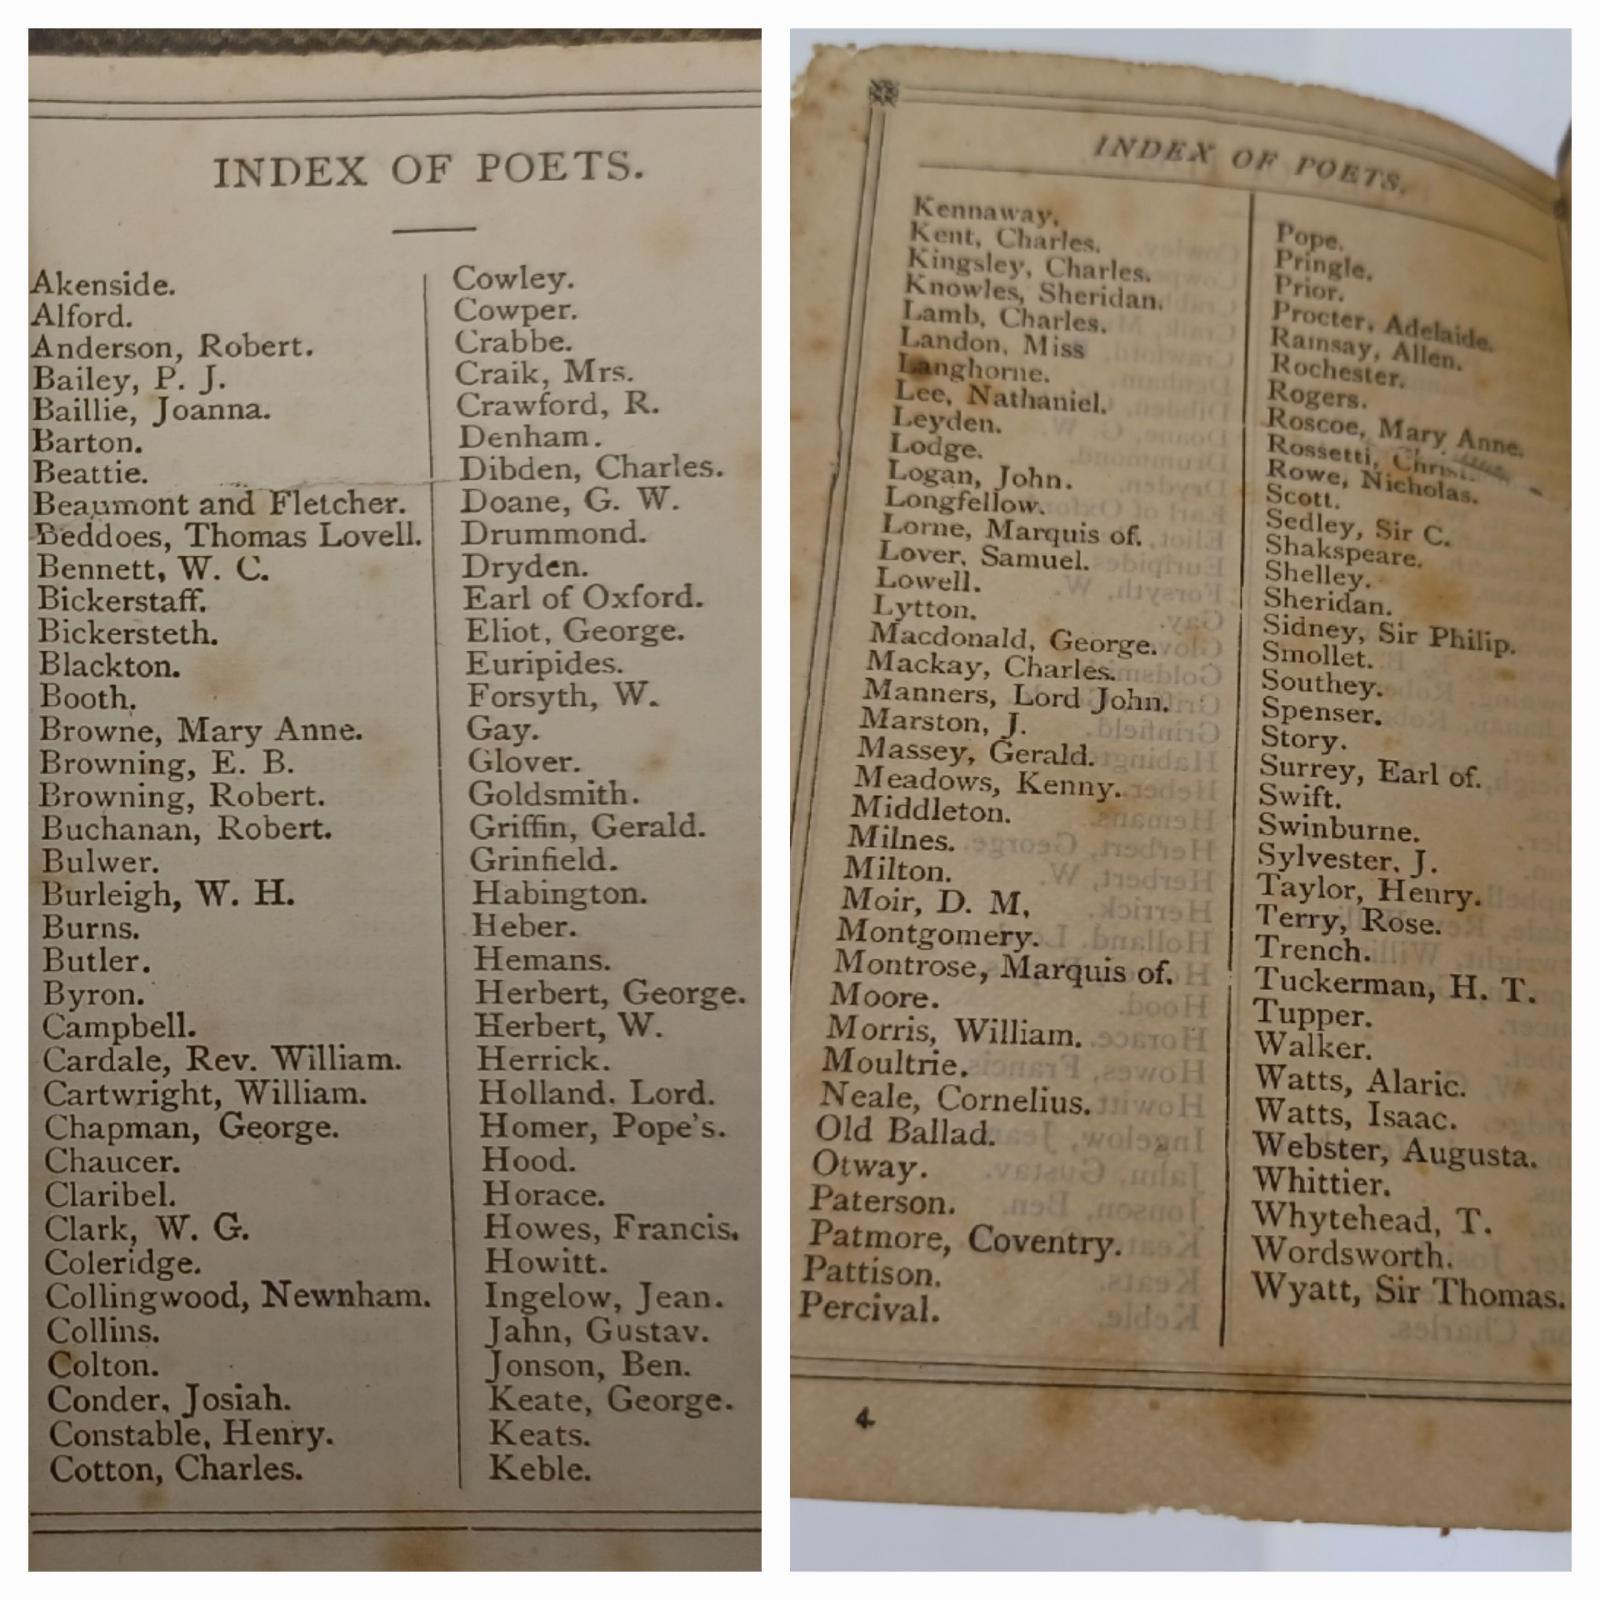 INDEX OF POETS.
Akenside.
Alford.
Anderson, Robert.
Bailey, P. J.
Baillie, Joanna.
Barton.
Beattie.
Beaumont and Fletcher.
Beddoes, Thomas Lovell.
Bennett, W. C.
Bickerstaff.
Bickersteth.
Blackton.
Booth.
Browne, Mary Anne.
Browning, E. B.
Browning, Robert.
Buchanan, Robert.
Bulwer.
Burleigh, W. H.
Burns.
Butler.
Byron.
Campbell.
Cardale, Rev. William.
Cartwright, William.
Chapman, George.
Chaucer.
Claribel.
Clark, W. G.
Coleridge.
Collingwood, Newnham.
Collins.
Colton.
Conder, Josiah.
Constable, Henry.
Cotton, Charles.
Cowley.
Cowper.
Crabbe.
Craik, Mrs.
Crawford, R.
Denham.
Dibden, Charles.
Doane, G. W.
Drummond.
Dryden.
Earl of Oxford.
Eliot, George.
Euripides.
Forsyth, W.
Gay.
Glover.
Goldsmith.
Griffin, Gerald.
Grinfield.
Habington.
Heber.
Hemans.
Herbert, George.
Herbert, W.
Herrick.
Holland, Lord.
Homer, Pope's.
Hood.
Horace.
Howes, Francis.
Howitt.
Ingelow, Jean.
Jahn, Gustav.
Jonson, Ben.
Keate, George.
Keats.
Keble.
INDEX OF POETS.
Kennaway.
Kent, Charles.
Kingsley, Charles.
Knowles, Sheridan.
Lamb, Charles.
Landon, Miss
Langhorne.
Lee, Nathaniel.
Leyden.
Lodge.
Logan, John.
Longfellow.
Lorne, Marquis of.
Lover, Samuel.
Lowell.
Lytton.
Macdonald, George.
Mackay, Charles.
Manners, Lord John.
Marston, J.
Massey, Gerald.
Meadows, Kenny.
Middleton.
Milnes.
Milton.
Moir, D. M.
Montgomery.
Montrose, Marquis of.
Moore.
Morris, William.
Moultrie.
Neale, Cornelius.
Old Ballad.
Otway.
Paterson.
Patmore, Coventry.
Pattison.
Percival.
Pope.
Pringle.
Prior.
Procter, Adelaide.
Ramsay, Allen.
Rochester.
Rogers.
Roscoe, Mary Anne.
Rossetti,
Rowe, Nicholas.
Scott.
Sedley, Sir C.
Shakspeare.
Shelley.
Sheridan.
Sidney, Sir Philip.
Smollet.
Southey.
Spenser.
Story.
Surrey, Earl of.
Swift.
Swinburne.
Sylvester, J.
Taylor, Henry.
Terry, Rose.
Trench.
Tuckerman, H. T.
Tupper.
Walker.
Watts, Alaric.
Watts, Isaac.
Webster, Augusta.
Whittier.
Whytehead, T.
Wordsworth.
Wyatt, Sir Thomas.
4